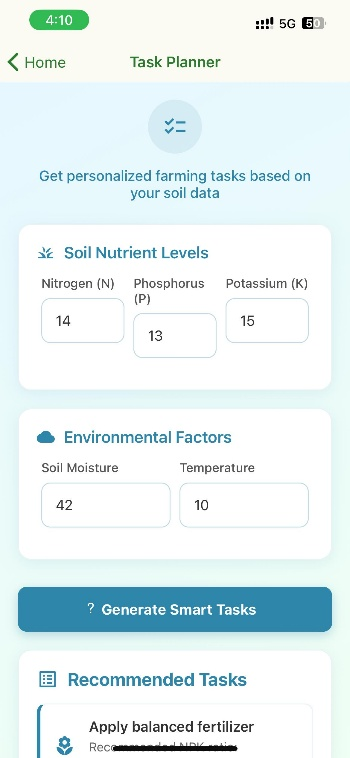 4:10
5G 50
Home
Task Planner
Get personalized farming tasks based on
your soil data
Soil Nutrient Levels
Nitrogen (N)
Phosphorus
(P)
Potassium (K)
14
13
15
Environmental Factors
Soil Moisture
Temperature
42
10
? Generate Smart Tasks
Recommended Tasks
Apply balanced fertilizer